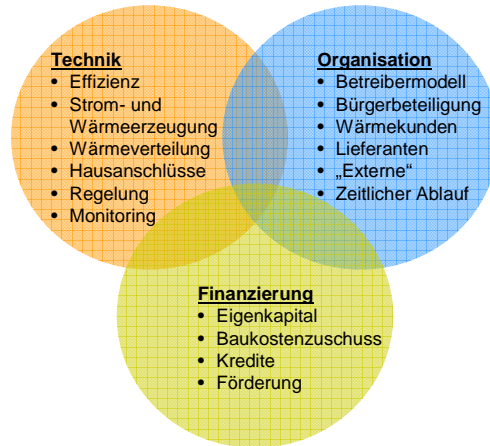 Technik
• Effizienz
• Strom- und
Wärmeerzeugung
• Wärmeverteilung
• Hausanschlüsse
• Regelung
• Monitoring
Organisation
• Betreibermodell
• Bürgerbeteiligung
• Wärmekunden
• Lieferanten
• „Externe“
• Zeitlicher Ablauf
Finanzierung
• Eigenkapital
• Baukostenzuschuss
• Kredite
• Förderung